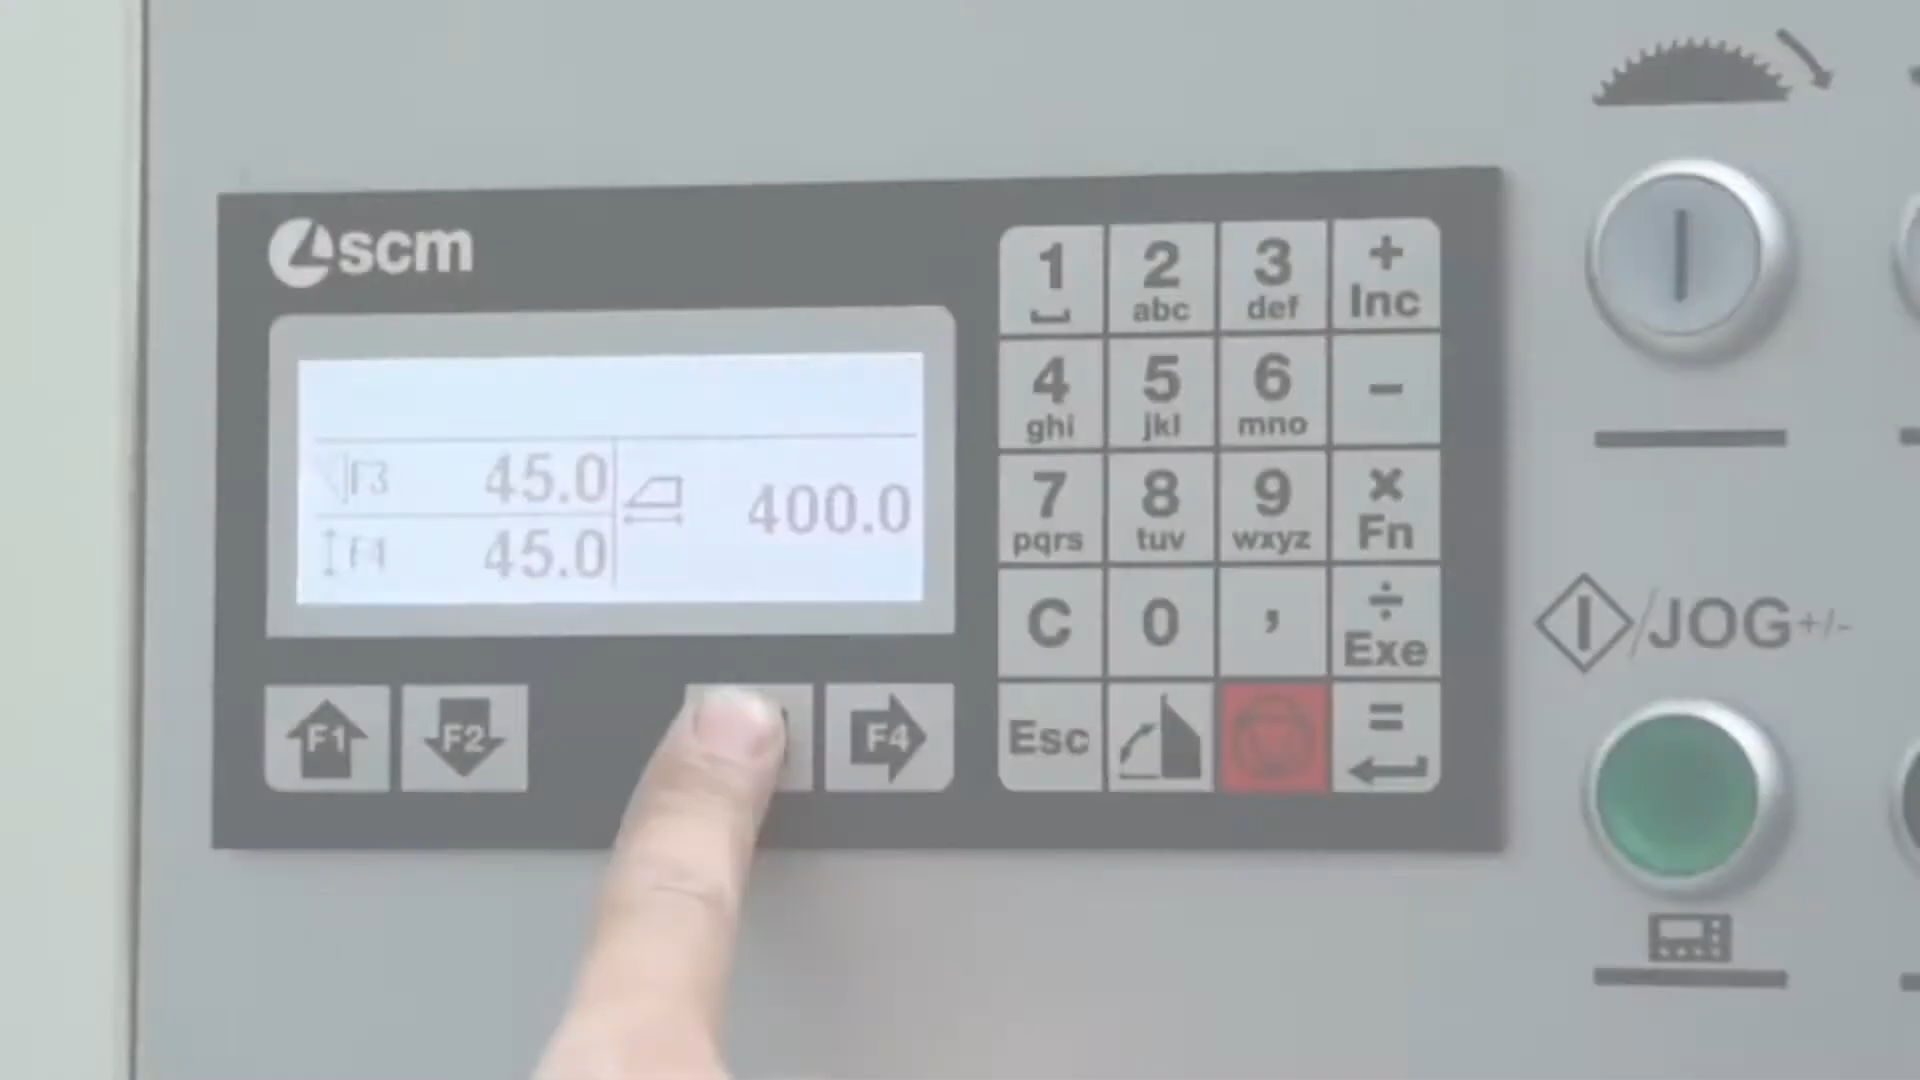 scm
F3 45.0
F4 45.0
400.0
F1 F2 F4
1 2 abc 3 def + Inc
4 ghi 5 jkl 6 mno -
7 pqrs 8 tuv 9 wxyz × Fn
C 0 , ÷ Exe
Esc =
/JOG+/-